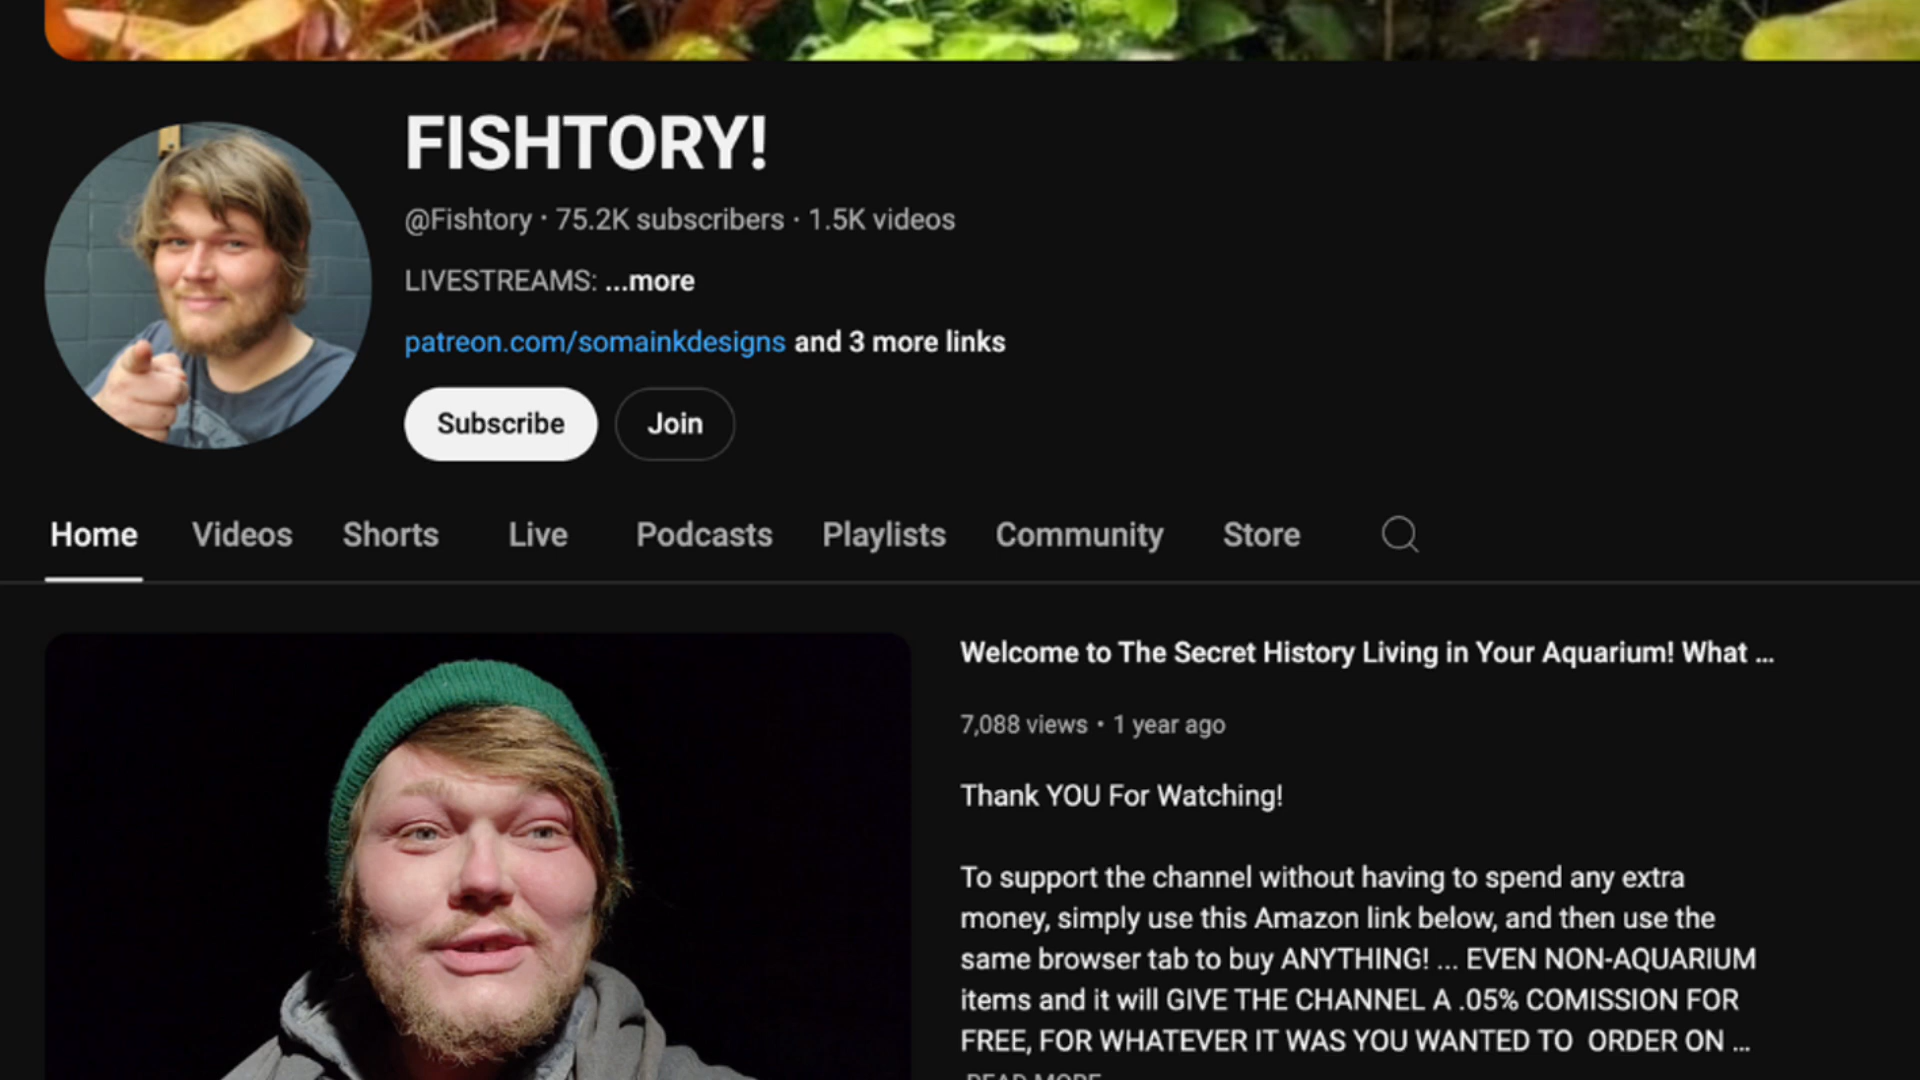 FISHTORY!
@Fishtory · 75.2K subscribers · 1.5K videos
LIVESTREAMS: ...more
patreon.com/somainkdesigns and 3 more links
Subscribe Join
Home Videos Shorts Live Podcasts Playlists Community Store
Welcome to The Secret History Living in Your Aquarium! What ...
7,088 views • 1 year ago
Thank YOU For Watching!
To support the channel without having to spend any extra
money, simply use this Amazon link below, and then use the
same browser tab to buy ANYTHING! ... EVEN NON-AQUARIUM
items and it will GIVE THE CHANNEL A .05% COMISSION FOR
FREE, FOR WHATEVER IT WAS YOU WANTED TO  ORDER ON ...
READ MORE